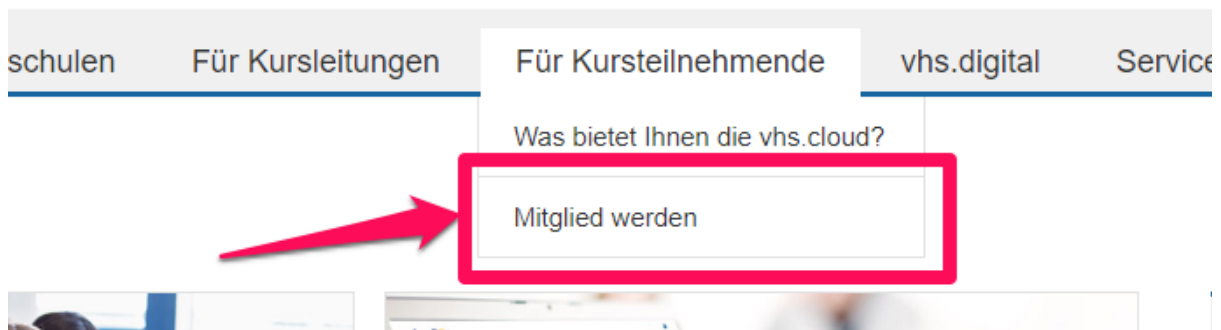 schulen Für Kursleitungen Für Kursteilnehmende vhs.digital Service
Was bietet Ihnen die vhs.cloud?
Mitglied werden